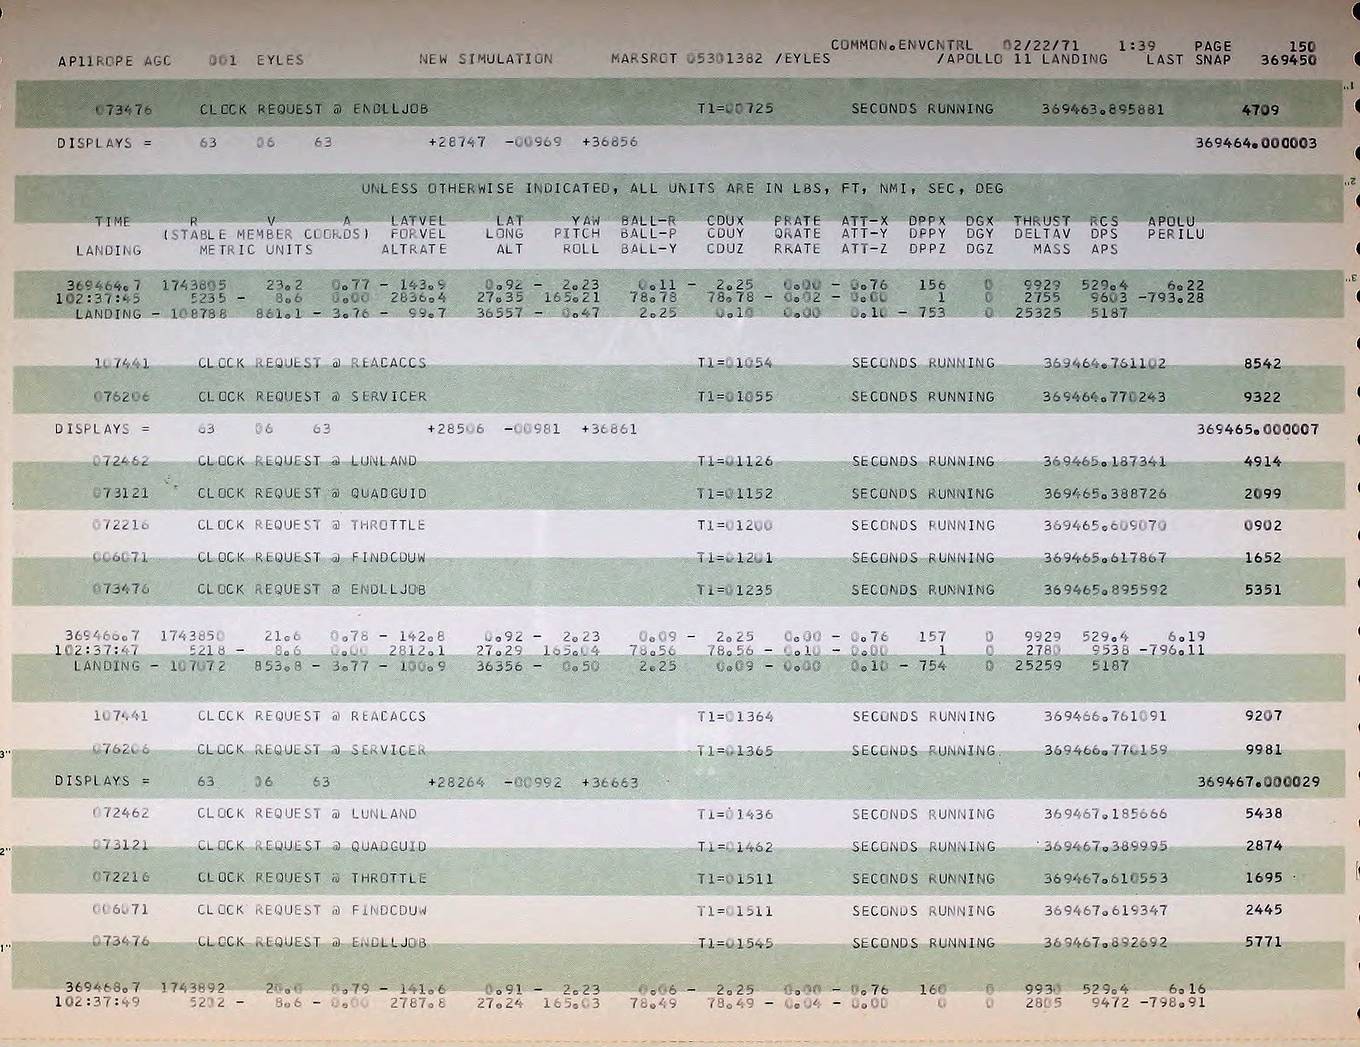 COMMON.ENVCNTRL 02/22/71 1:39 PAGE 150
AP11ROPE AGC 001 EYLES NEW SIMULATION MARSROT 05301382 /EYLES /APOLLO 11 LANDING LAST SNAP 369450
073476 CLOCK REQUEST @ ENDLLJOB T1=00725 SECONDS RUNNING 369463.895881 4709
DISPLAYS = 63 06 63 +28747 -00969 +36856 369464.000003
UNLESS OTHERWISE INDICATED, ALL UNITS ARE IN LBS, FT, NMI, SEC, DEG
TIME R V A LATVEL LAT YAW BALL-R CDUX PRATE ATT-X DPPX DGX THRUST RCS APOLU
(STABLE MEMBER COORDS) FORVEL LONG PITCH BALL-P CDUY QRATE ATT-Y DPPY DGY DELTAV DPS PERILU
LANDING METRIC UNITS ALTRATE ALT ROLL BALL-Y CDUZ RRATE ATT-Z DPPZ DGZ MASS APS
369464.7 1743805 23.2 0.77 - 143.9 0.92 - 2.23 0.11 - 2.25 0.00 - 0.76 156 0 9929 529.4 6.22
102:37:45 5235 - 8.6 0.00 2836.4 27.35 165.21 78.78 78.78 - 0.02 - 0.00 1 0 2755 9603 -793.28
LANDING - 108788 861.1 - 3.76 - 99.7 36557 - 0.47 2.25 0.10 - 0.00 0.10 - 753 0 25325 5187
107441 CLOCK REQUEST @ READACCS T1=01054 SECONDS RUNNING 369464.761102 8542
076206 CLOCK REQUEST @ SERVICER T1=01055 SECONDS RUNNING 369464.770243 9322
DISPLAYS = 63 06 63 +28506 -00981 +36861 369465.000007
072462 CLOCK REQUEST @ LUNLAND T1=01126 SECONDS RUNNING 369465.187341 4914
073121 CLOCK REQUEST @ QUADGUID T1=01152 SECONDS RUNNING 369465.388726 2099
072216 CLOCK REQUEST @ THROTTLE T1=01200 SECONDS RUNNING 369465.609070 0902
006071 CLOCK REQUEST @ FINDCDUW T1=01201 SECONDS RUNNING 369465.617867 1652
073476 CLOCK REQUEST @ ENDLLJOB T1=01235 SECONDS RUNNING 369465.895592 5351
369466.7 1743850 21.6 0.78 - 142.8 0.92 - 2.23 0.09 - 2.25 0.00 - 0.76 157 0 9929 529.4 6.19
102:37:47 5218 - 8.6 0.00 2812.1 27.29 165.04 78.56 78.56 - 0.10 - 0.00 1 0 2780 9538 -796.11
LANDING - 107072 853.8 - 3.77 - 100.9 36356 - 0.50 2.25 0.09 - 0.00 0.10 - 754 0 25259 5187
107441 CLOCK REQUEST @ READACCS T1=01364 SECONDS RUNNING 369466.761091 9207
076206 CLOCK REQUEST @ SERVICER T1=01365 SECONDS RUNNING 369466.770159 9981
DISPLAYS = 63 06 63 +28264 -00992 +36663 369467.000029
072462 CLOCK REQUEST @ LUNLAND T1=01436 SECONDS RUNNING 369467.185666 5438
073121 CLOCK REQUEST @ QUADGUID T1=01462 SECONDS RUNNING 369467.389995 2874
072216 CLOCK REQUEST @ THROTTLE T1=01511 SECONDS RUNNING 369467.610553 1695
006071 CLOCK REQUEST @ FINDCDUW T1=01511 SECONDS RUNNING 369467.619347 2445
073476 CLOCK REQUEST @ ENDLLJOB T1=01545 SECONDS RUNNING 369467.892692 5771
369468.7 1743892 20.0 0.79 - 141.6 0.91 - 2.23 0.06 - 2.25 0.00 - 0.76 160 0 9930 529.4 6.16
102:37:49 5202 - 8.6 - 0.00 2787.8 27.24 165.03 78.49 78.49 - 0.04 - 0.00 0 0 2805 9472 -798.91
1"
2"
3"
3"
2"
1"